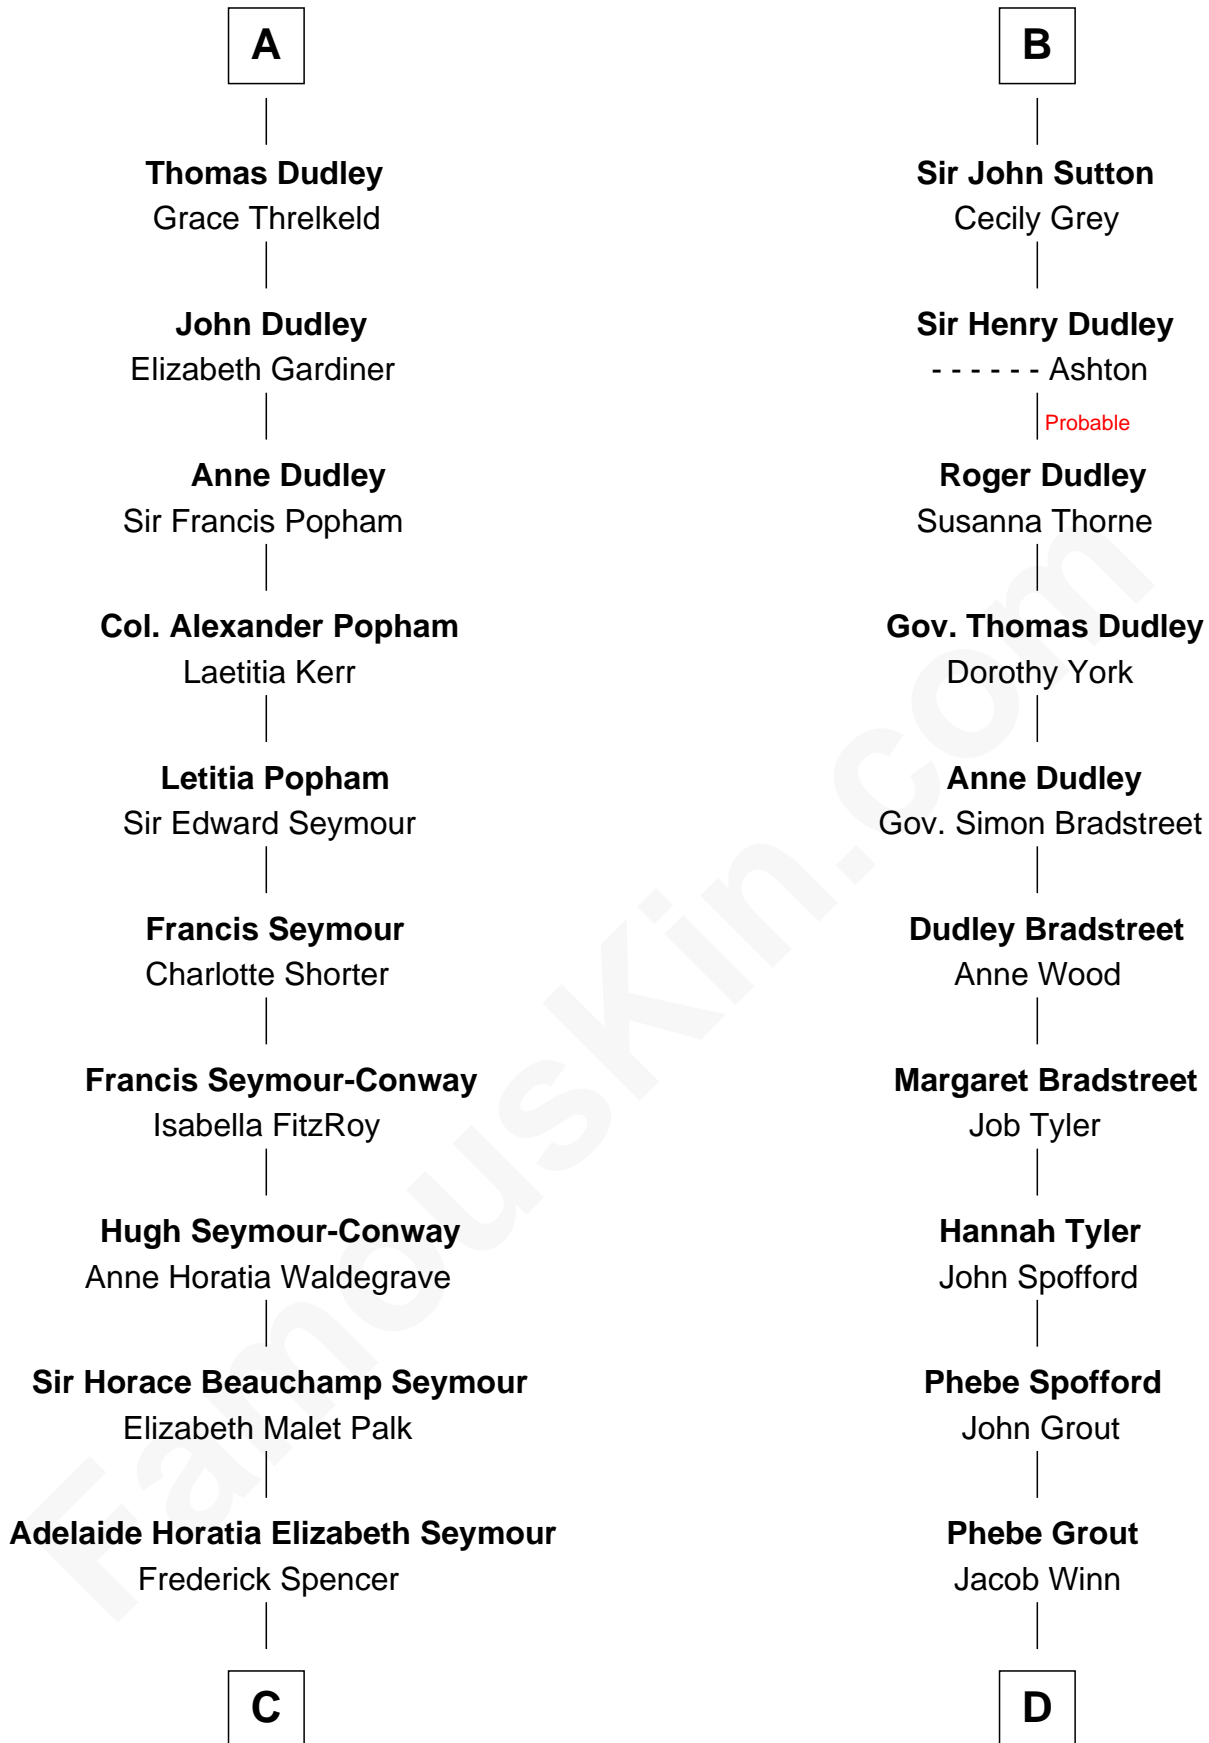 A
Thomas Dudley
Grace Threlkeld
John Dudley
Elizabeth Gardiner
Anne Dudley
Sir Francis Popham
Col. Alexander Popham
Laetitia Kerr
Letitia Popham
Sir Edward Seymour
Francis Seymour
Charlotte Shorter
Francis Seymour-Conway
Isabella FitzRoy
Hugh Seymour-Conway
Anne Horatia Waldegrave
Sir Horace Beauchamp Seymour
Elizabeth Malet Palk
Adelaide Horatia Elizabeth Seymour
Frederick Spencer
C
B
Sir John Sutton
Cecily Grey
Sir Henry Dudley
- - - - - - Ashton
Probable
Roger Dudley
Susanna Thorne
Gov. Thomas Dudley
Dorothy York
Anne Dudley
Gov. Simon Bradstreet
Dudley Bradstreet
Anne Wood
Margaret Bradstreet
Job Tyler
Hannah Tyler
John Spofford
Phebe Spofford
John Grout
Phebe Grout
Jacob Winn
D
FamousKin.com